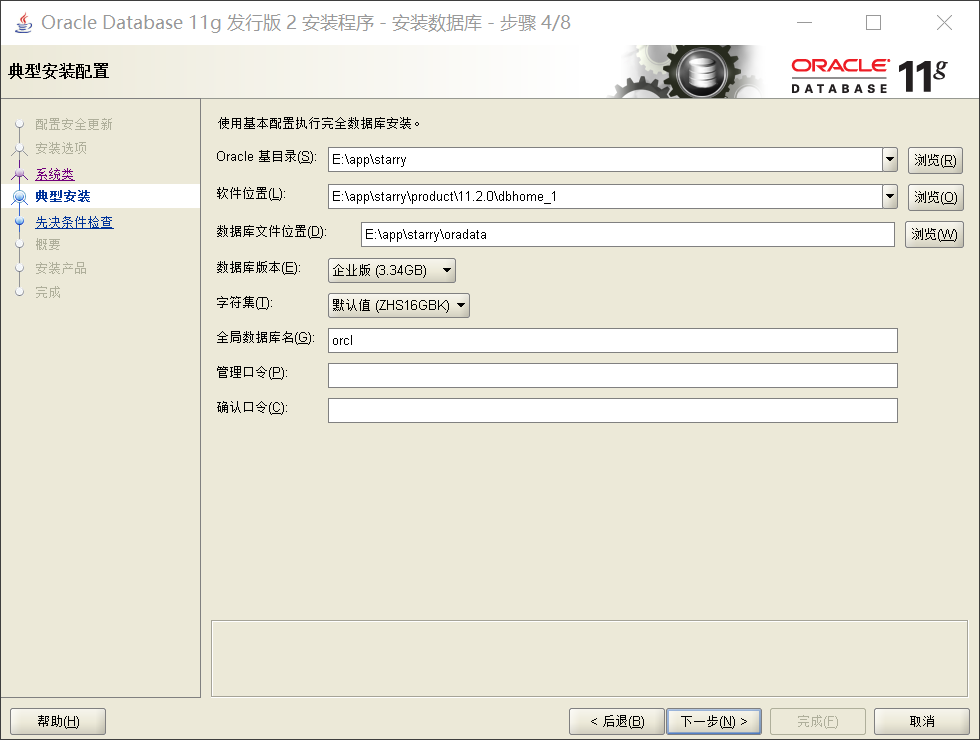 Oracle Database 11g 发行版 2 安装程序 - 安装数据库 - 步骤 4/8
典型安装配置
ORACLE
DATABASE 11g
配置安全更新
安装选项
系统类
典型安装
先决条件检查
概要
安装产品
完成
使用基本配置执行完全数据库安装。
Oracle 基目录(S): E:\app\starry 浏览(R)
软件位置(L): E:\app\starry\product\11.2.0\dbhome_1 浏览(O)
数据库文件位置(D): E:\app\starry\oradata 浏览(W)
数据库版本(E): 企业版 (3.34GB)
字符集(T): 默认值 (ZHS16GBK)
全局数据库名(G): orcl
管理口令(P):
确认口令(C):
帮助(H) < 后退(B) 下一步(N) > 完成(F) 取消